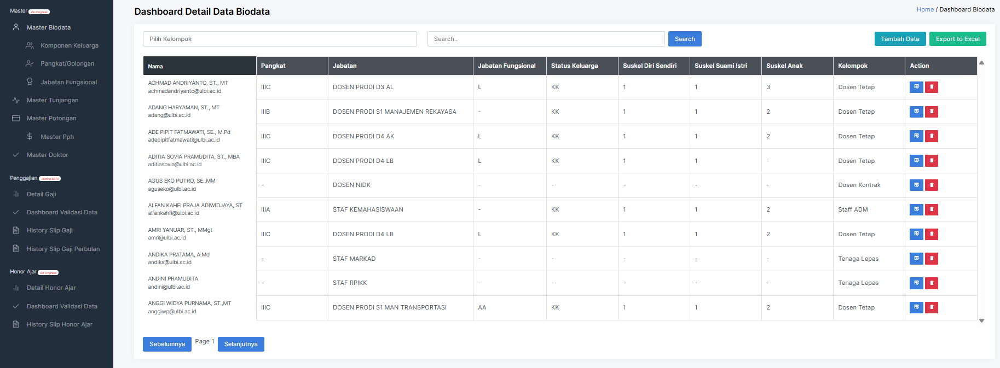 Master On Progress
Master Biodata
Komponen Keluarga
Pangkat/Golongan
Jabatan Fungsional
Master Tunjangan
Master Potongan
Master Pph
Master Doktor
Penggajian Testing BETA
Detail Gaji
Dashboard Validasi Data
History Slip Gaji
History Slip Gaji Perbulan
Honor Ajar On Progress
Detail Honor Ajar
Dashboard Validasi Data
History Slip Honor Ajar
Dashboard Detail Data Biodata
Home / Dashboard Biodata
Pilih Kelompok Search.. Search Tambah Data Export to Excel
Nama Pangkat Jabatan Jabatan Fungsional Status Keluarga Suskel Diri Sendiri Suskel Suami Istri Suskel Anak Kelompok Action
ACHMAD ANDRIYANTO, ST., MT
achmadandriyanto@ulbi.ac.id
IIIC DOSEN PRODI D3 AL L KK 1 1 3 Dosen Tetap
ADANG HARYAMAN, ST., MT
adang@ulbi.ac.id
IIIB DOSEN PRODI S1 MANAJEMEN REKAYASA - KK 1 1 2 Dosen Tetap
ADE PIPIT FATMAWATI, SE., M.Pd
adepipitfatmawati@ulbi.ac.id
IIIC DOSEN PRODI D4 AK L KK 1 1 2 Dosen Tetap
ADITIA SOVIA PRAMUDITA, ST., MBA
aditiasovia@ulbi.ac.id
IIIC DOSEN PRODI D4 LB L KK 1 1 - Dosen Tetap
AGUS EKO PUTRO, SE.,MM
aguseko@ulbi.ac.id
- DOSEN NIDK - - - - - Dosen Kontrak
ALFAN KAHFI PRAJA ADIWIDJAYA, ST
alfankahfi@ulbi.ac.id
IIIA STAF KEMAHASISWAAN - KK 1 1 2 Staff ADM
AMRI YANUAR, ST., MMgt
amri@ulbi.ac.id
IIIC DOSEN PRODI D4 LB L KK 1 1 2 Dosen Tetap
ANDIKA PRATAMA, A.Md
andika@ulbi.ac.id
- STAF MARKAD - - - - - Tenaga Lepas
ANDINI PRAMUDITA
andini@ulbi.ac.id
- STAF RPIKK - - - - - Tenaga Lepas
ANGGI WIDYA PURNAMA, ST.,MT
anggiwp@ulbi.ac.id
IIIC DOSEN PRODI S1 MAN TRANSPORTASI AA KK 1 1 2 Dosen Tetap
Sebelumnya Page 1 Selanjutnya